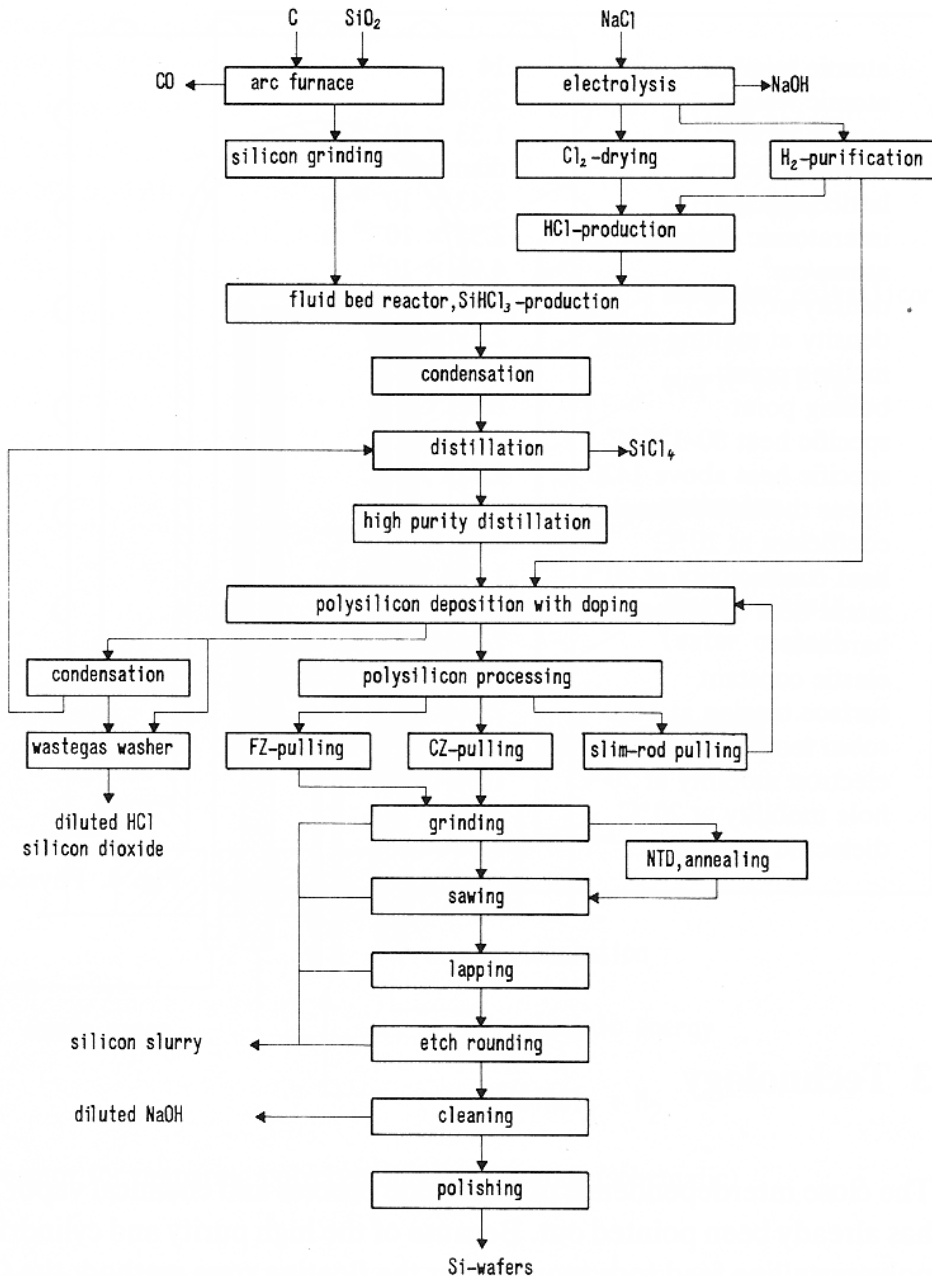 C SiO₂ NaCl
CO arc furnace electrolysis NaOH
silicon grinding Cl₂-drying H₂-purification
HCl-production
fluid bed reactor,SiHCl₃-production
condensation
distillation SiCl₄
high purity distillation
polysilicon deposition with doping
condensation polysilicon processing
wastegas washer FZ-pulling CZ-pulling slim-rod pulling
diluted HCl grinding
silicon dioxide NTD,annealing
sawing
lapping
silicon slurry etch rounding
diluted NaOH cleaning
polishing
Si-wafers